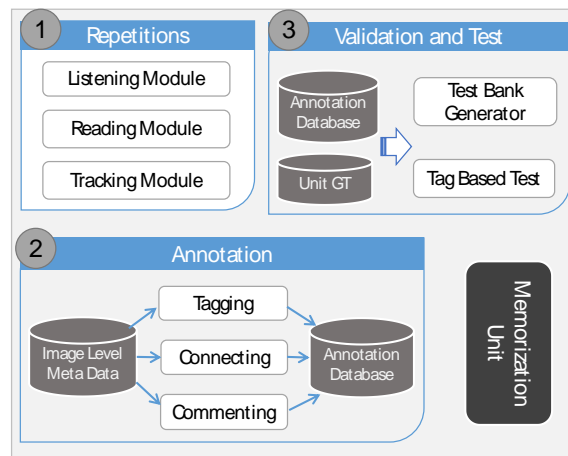 1
Repetitions
Listening Module
Reading Module
Tracking Module
3
Validation and Test
Annotation
Database
Unit GT
Test Bank
Generator
Tag Based Test
2
Annotation
Image Level
Meta Data
Tagging
Connecting
Commenting
Annotation
Database
Memorization
Unit